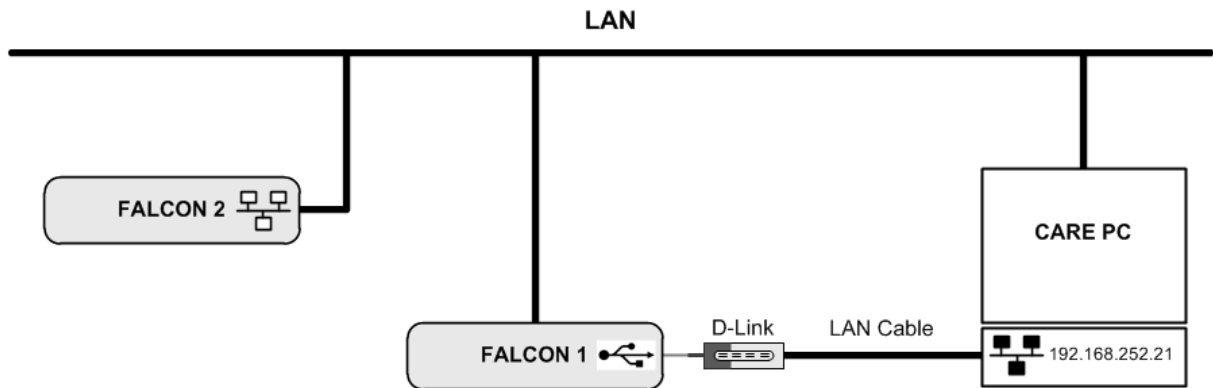 LAN
FALCON 2
CARE PC
D-Link
LAN Cable
FALCON 1
192.168.252.21